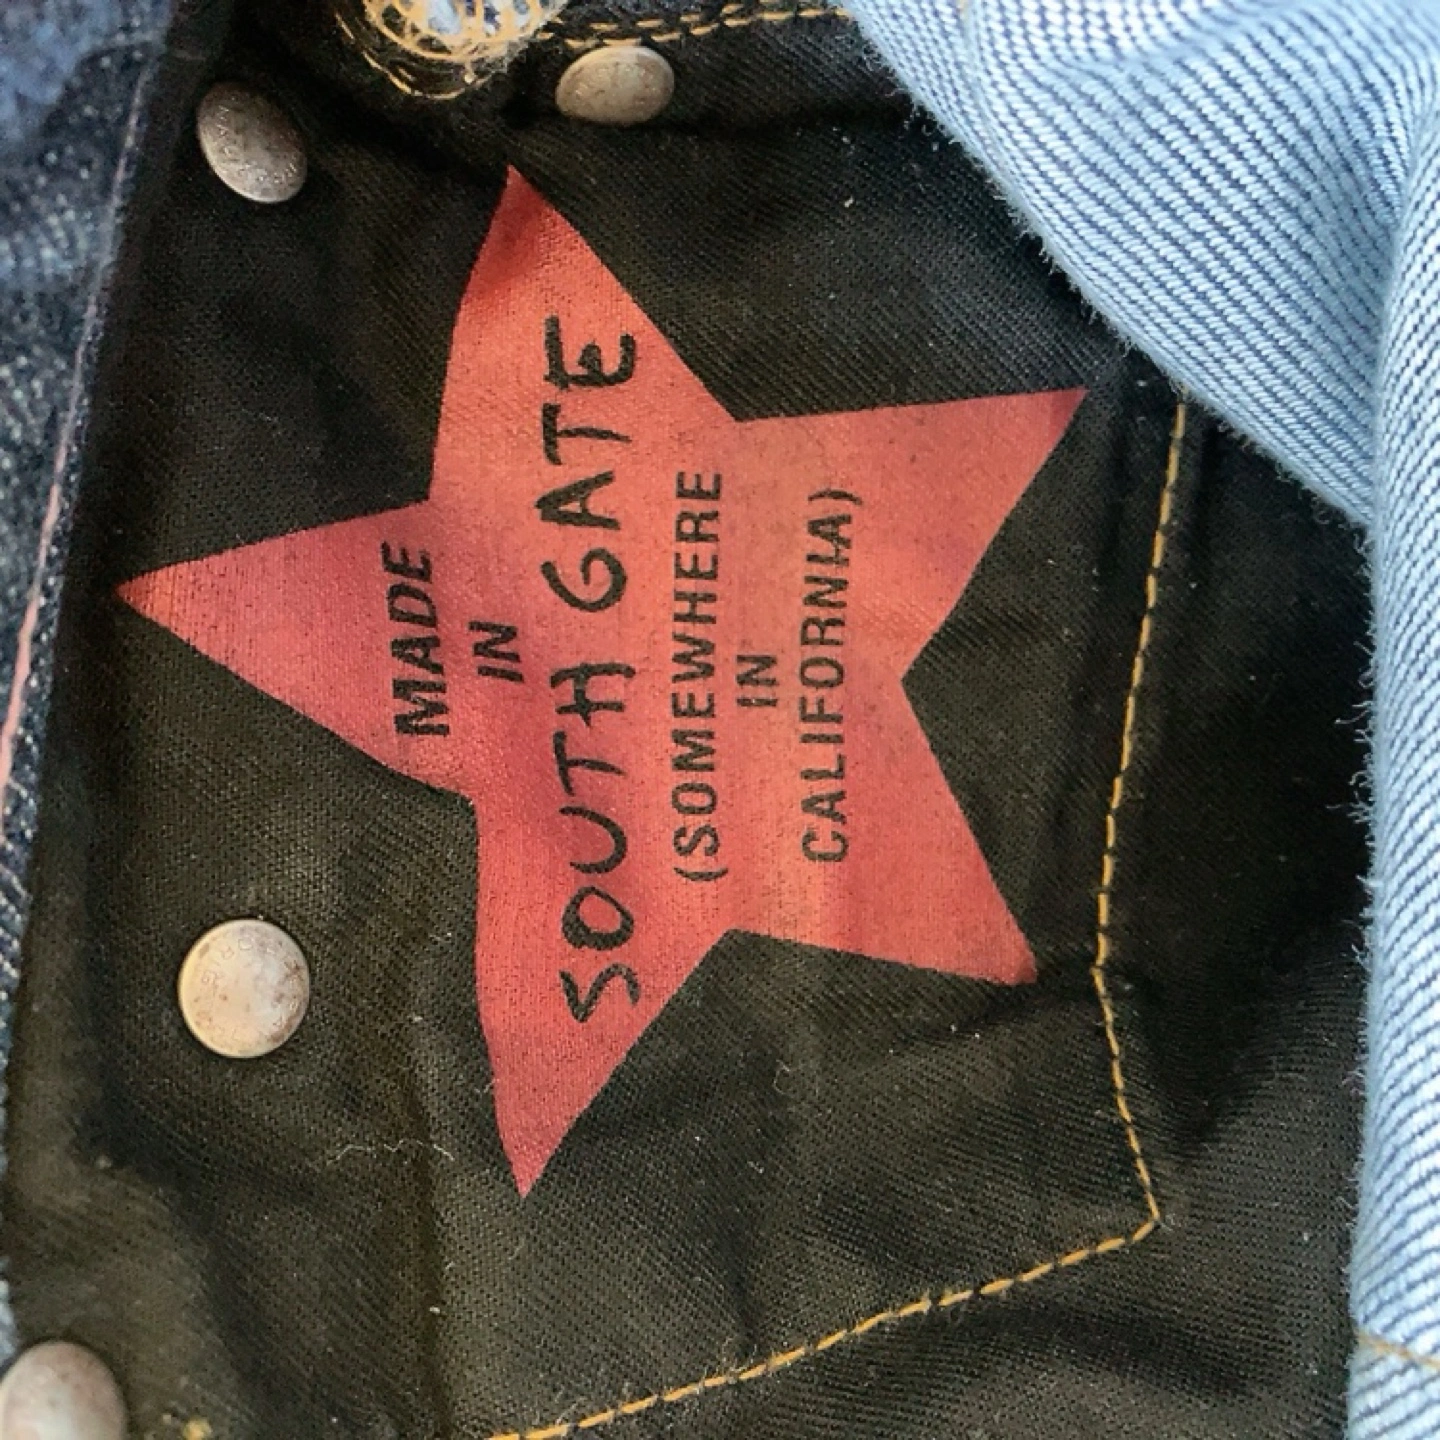 MADE
IN
SOUTH GATE
(SOMEWHERE
IN
CALIFORNIA)